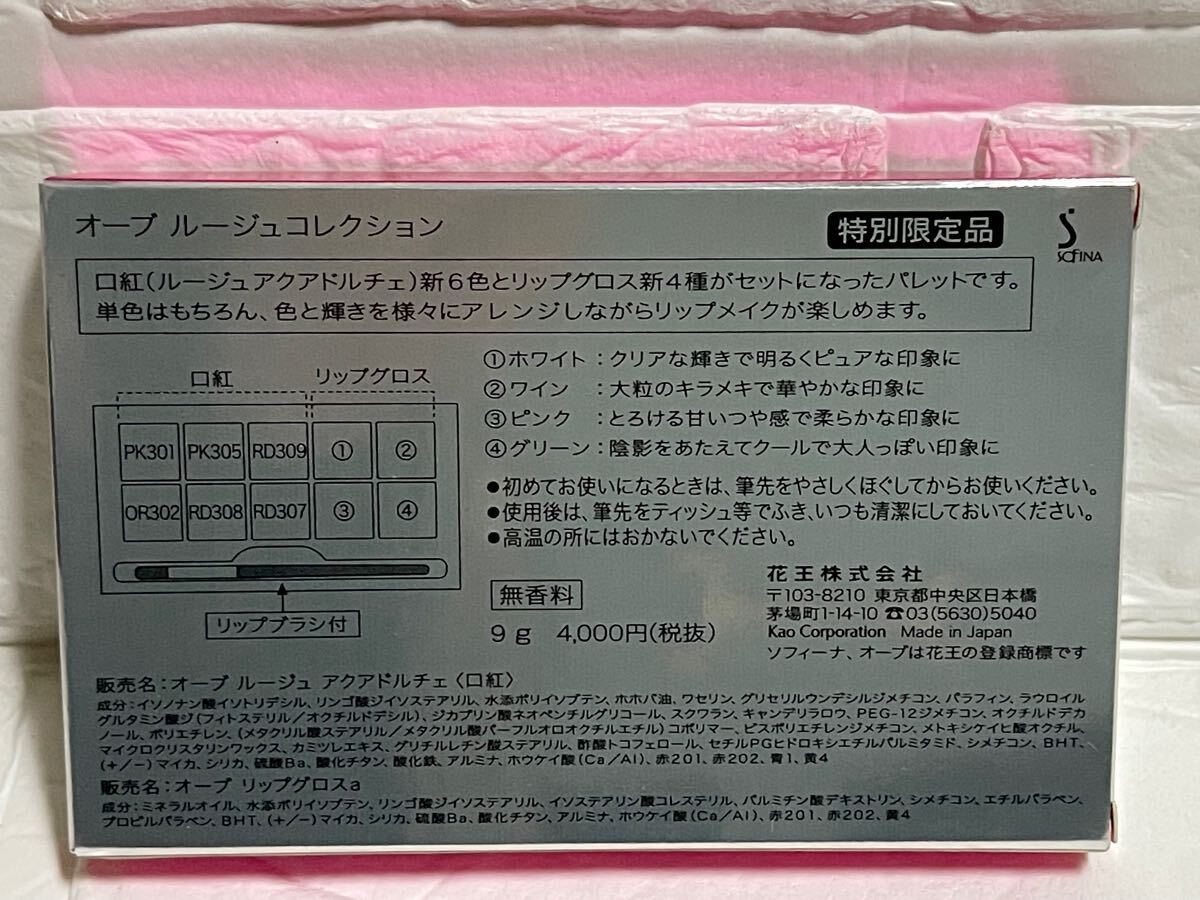 オーブ ルージュコレクション
特別限定品
SOFINA
口紅(ルージュアクアドルチェ)新6色とリップグロス新4種がセットになったパレットです。
単色はもちろん、色と輝きを様々にアレンジしながらリップメイクが楽しめます。
口紅 リップグロス
PK301 PK305 RD309 ① ②
OR302 RD308 RD307 ③ ④
リップブラシ付
①ホワイト：クリアな輝きで明るくピュアな印象に
②ワイン：大粒のキラメキで華やかな印象に
③ピンク：とろける甘いつや感で柔らかな印象に
④グリーン：陰影をあたえてクールで大人っぽい印象に
●初めてお使いになるときは、筆先をやさしくほぐしてからお使いください。
●使用後は、筆先をティッシュ等でふき、いつも清潔にしておいてください。
●高温の所にはおかないでください。
無香料
9g 4,000円(税抜)
花王株式会社
〒103-8210 東京都中央区日本橋
茅場町1-14-10 ☎03(5630)5040
Kao Corporation Made in Japan
ソフィーナ、オーブは花王の登録商標です
販売名：オーブ ルージュ アクアドルチェ〈口紅〉
成分：イソノナン酸イソトリデシル、リンゴ酸ジイソステアリル、水添ポリイソブテン、ホホバ油、ワセリン、グリセリルウンデシルジメチコン、パラフィン、ラウロイル
グルタミン酸ジ(フィトステリル/オクチルドデシル)、ジカプリン酸ネオペンチルグリコール、スクワラン、キャンデリラロウ、PEG-12ジメチコン、オクチルドデカ
ノール、ポリエチレン、(メタクリル酸ステアリル/メタクリル酸パーフルオロオクチルエチル)コポリマー、ビスポリエチレンジメチコン、メトキシケイヒ酸オクチル、
マイクロクリスタリンワックス、カミツレエキス、グリチルレチン酸ステアリル、酢酸トコフェロール、セチルPGヒドロキシエチルパルミタミド、シメチコン、BHT、
(+/-)マイカ、シリカ、硫酸Ba、酸化チタン、酸化鉄、アルミナ、ホウケイ酸(Ca/Al)、赤201、赤202、青1、黄4
販売名：オーブ リップグロスa
成分：ミネラルオイル、水添ポリイソブテン、リンゴ酸ジイソステアリル、イソステアリン酸コレステリル、パルミチン酸デキストリン、シメチコン、エチルパラベン、
プロピルパラベン、BHT、(+/-)マイカ、シリカ、硫酸Ba、酸化チタン、アルミナ、ホウケイ酸(Ca/Al)、赤201、赤202、黄4